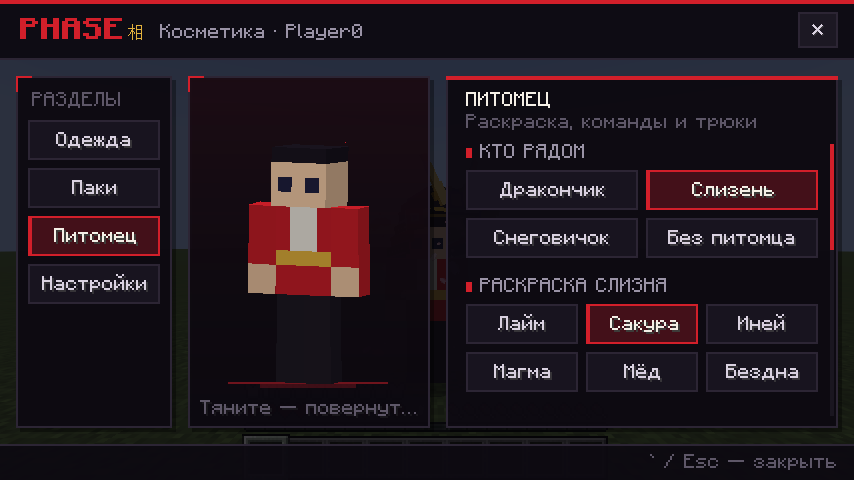 PHASE 相 Косметика · Player0 ×
РАЗДЕЛЫ
Одежда
Паки
Питомец
Настройки
Тяните — повернут...
ПИТОМЕЦ
Раскраска, команды и трюки
КТО РЯДОМ
Дракончик Слизень
Снеговичок Без питомца
РАСКРАСКА СЛИЗНЯ
Лайм Сакура Иней
Магма Мёд Бездна
` / Esc — закрыть